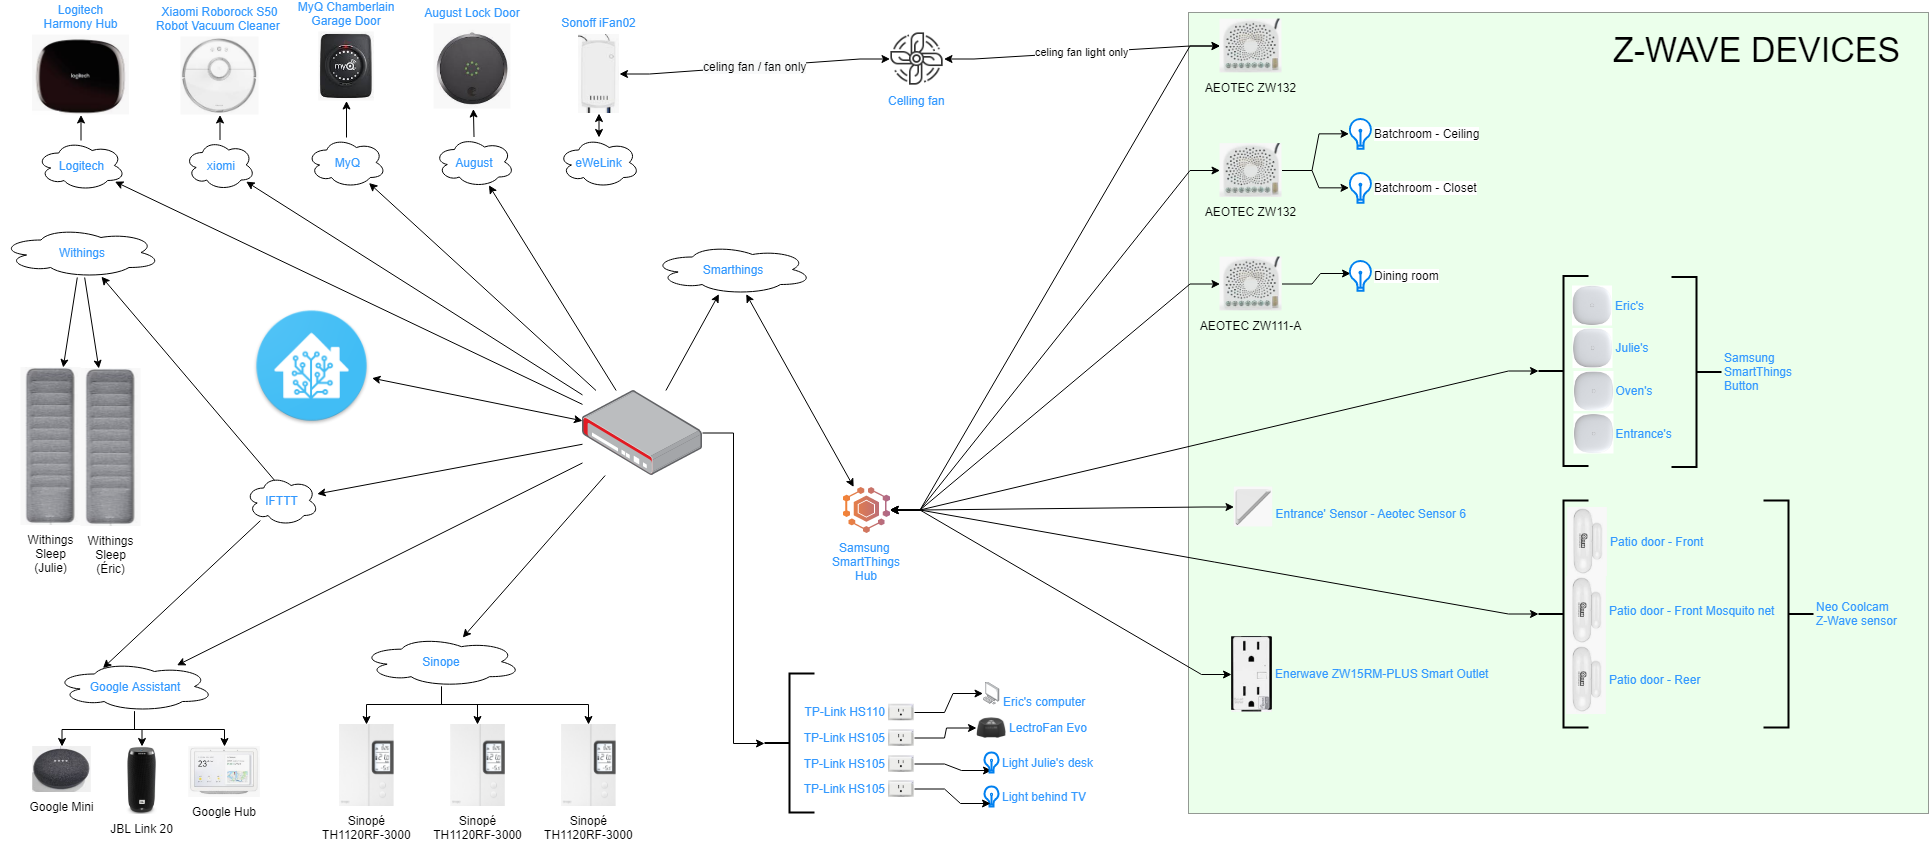 Logitech
Harmony Hub
Xiaomi Roborock S50
Robot Vacuum Cleaner
MyQ Chamberlain
Garage Door
August Lock Door
Sonoff iFan02
logitech
myQ
celing fan / fan only
celing fan light only
Celling fan
Z-WAVE DEVICES
AEOTEC ZW132
Logitech
xiomi
MyQ
August
eWeLink
Batchroom - Ceiling
Batchroom - Closet
AEOTEC ZW132
Withings
Smarthings
Dining room
AEOTEC ZW111-A
Eric's
Julie's
Oven's
Entrance's
Samsung
SmartThings
Button
IFTTT
Withings
Sleep
(Julie)
Withings
Sleep
(Éric)
Samsung
SmartThings
Hub
Entrance' Sensor - Aeotec Sensor 6
Patio door - Front
Patio door - Front Mosquito net
Patio door - Reer
Neo Coolcam
Z-Wave sensor
Enerwave ZW15RM-PLUS Smart Outlet
Google Assistant
Sinope
TP-Link HS110
Eric's computer
TP-Link HS105
LectroFan Evo
TP-Link HS105
Light Julie's desk
TP-Link HS105
Light behind TV
23°
JBL
Google Mini
JBL Link 20
Google Hub
Sinopé
TH1120RF-3000
Sinopé
TH1120RF-3000
Sinopé
TH1120RF-3000